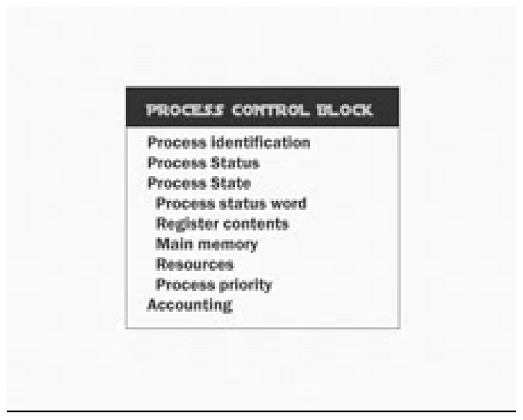 PROCESS CONTROL BLOCK
Process identification
Process Status
Process State
Process status word
Register contents
Main memory
Resources
Process priority
Accounting